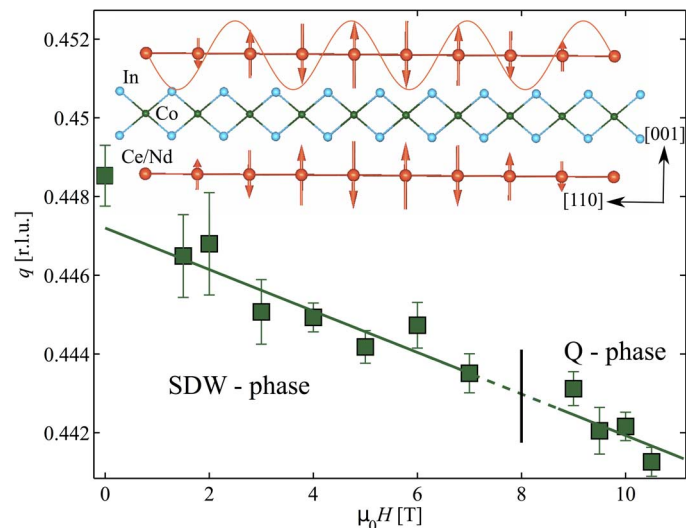 0.452
0.45
0.448
0.446
0.444
0.442
q [r.l.u.]
In
Co
Ce/Nd
[001]
[110]
SDW - phase
Q - phase
0
2
4
6
8
10
μ₀H [T]